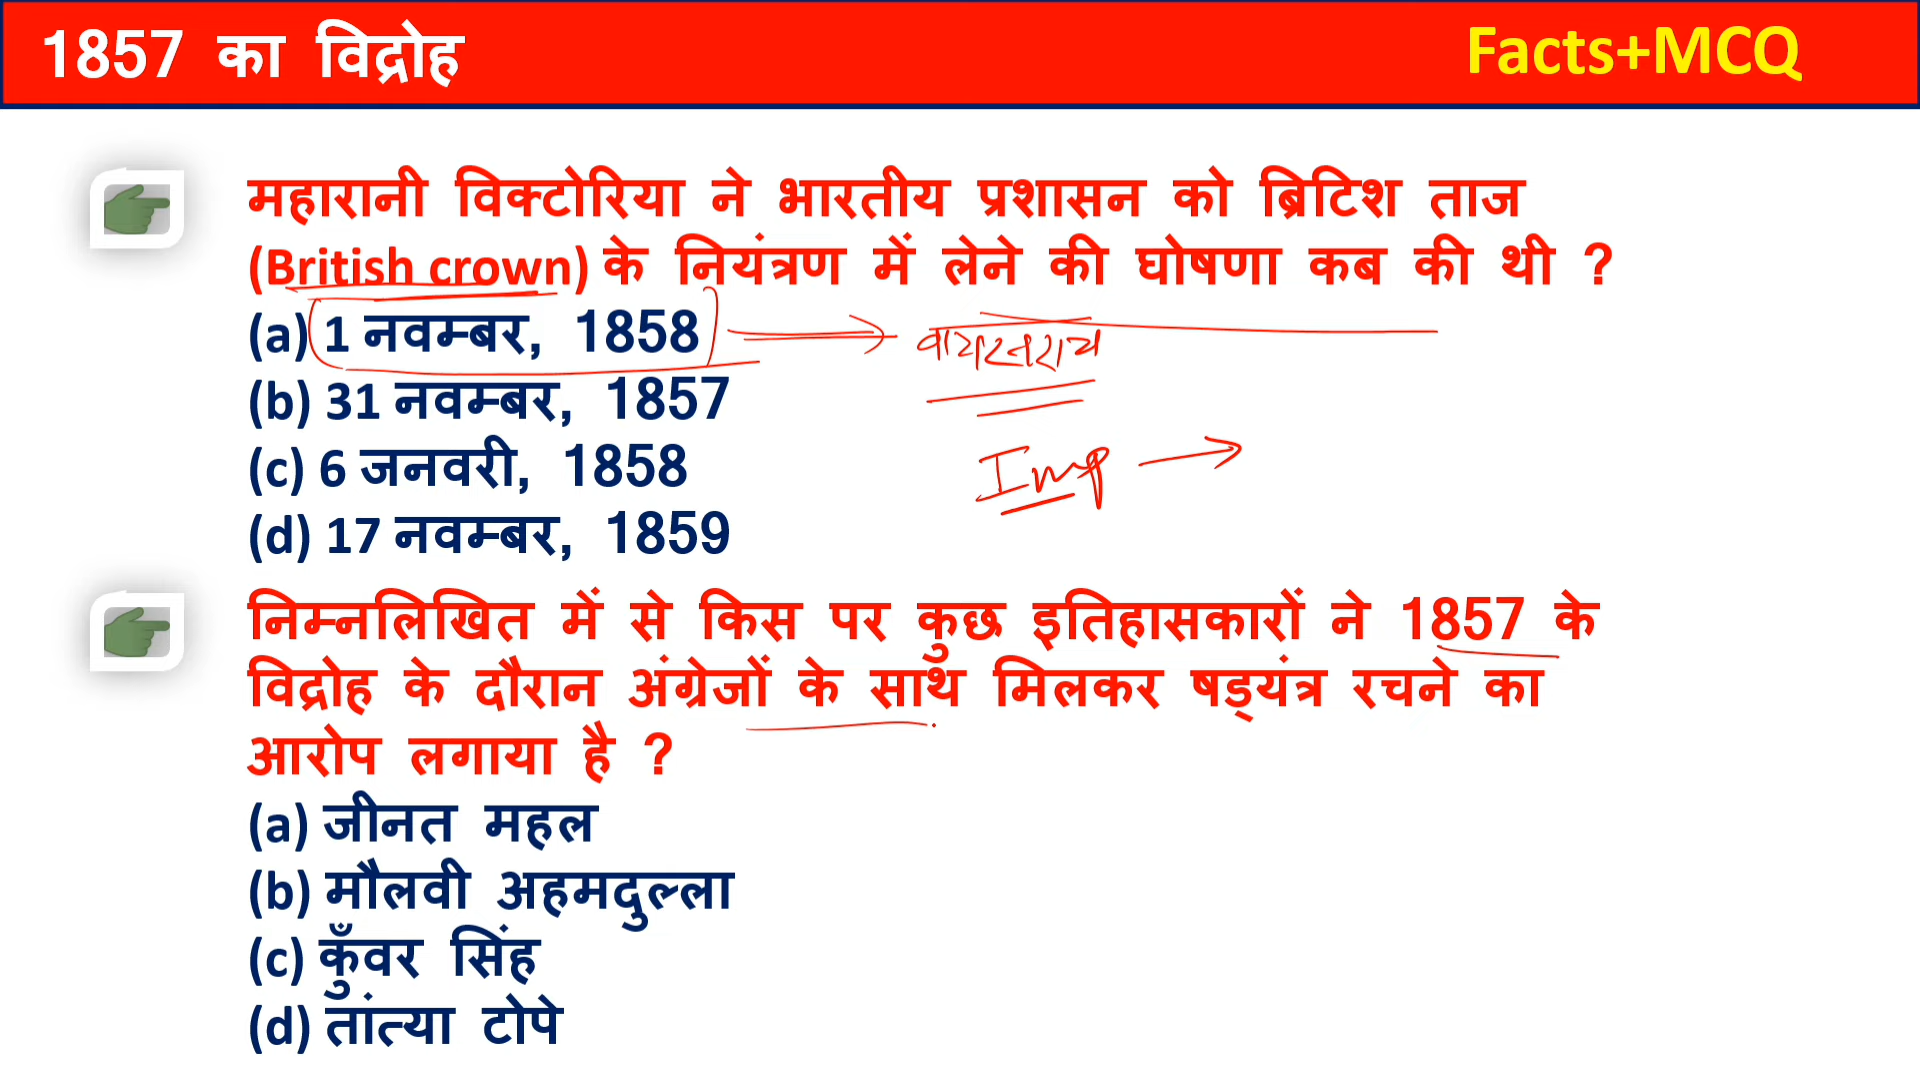 1857 का विद्रोह
Facts+MCQ
महारानी विक्टोरिया ने भारतीय प्रशासन को ब्रिटिश ताज
(British crown) के नियंत्रण में लेने की घोषणा कब की थी ?
(a) 1 नवम्बर, 1858
वायसराय
(b) 31 नवम्बर, 1857
(c) 6 जनवरी, 1858
Imp
(d) 17 नवम्बर, 1859
निम्नलिखित में से किस पर कुछ इतिहासकारों ने 1857 के
विद्रोह के दौरान अंग्रेजों के साथ मिलकर षड्यंत्र रचने का
आरोप लगाया है ?
(a) जीनत महल
(b) मौलवी अहमदुल्ला
(c) कुँवर सिंह
(d) तांत्या टोपे